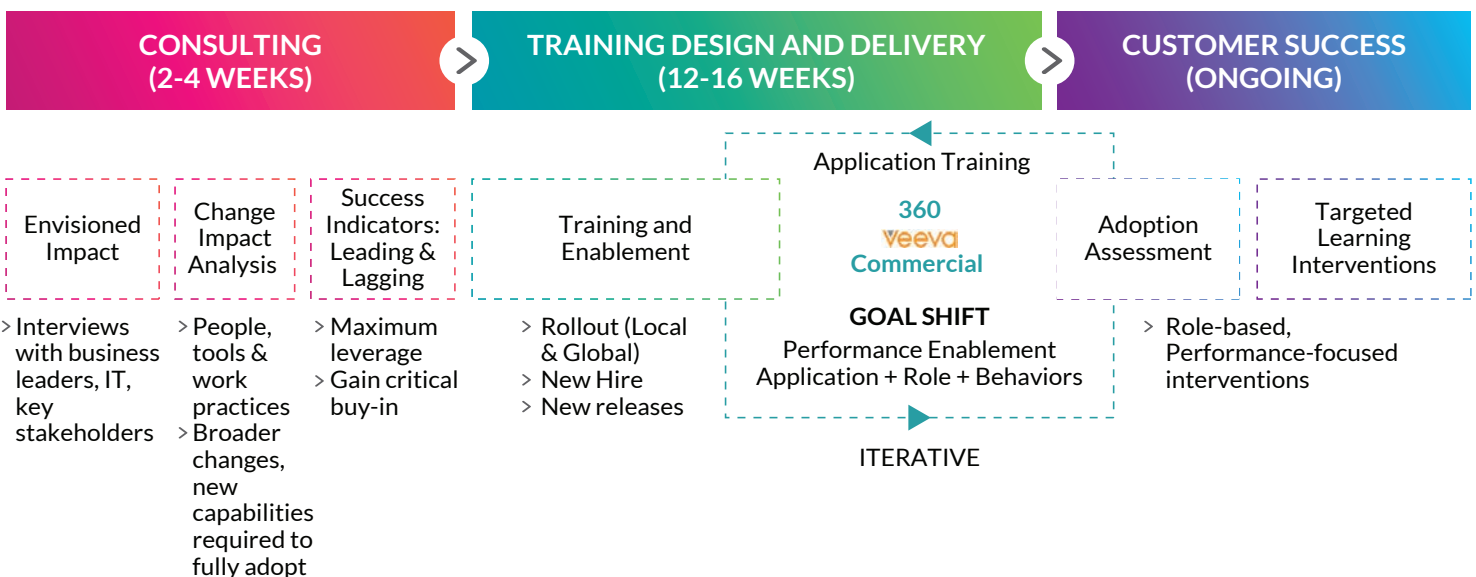 CONSULTING
(2-4 WEEKS)
TRAINING DESIGN AND DELIVERY
(12-16 WEEKS)
CUSTOMER SUCCESS
(ONGOING)
Envisioned
Impact
> Interviews
with business
leaders, IT,
key
stakeholders
Change
Impact
Analysis
> People,
tools &
work
practices
> Broader
changes,
new
capabilities
required to
fully adopt
Success
Indicators:
Leading &
Lagging
> Maximum
leverage
> Gain critical
buy-in
Training and
Enablement
> Rollout (Local
& Global)
> New Hire
> New releases
Application Training
360
Veeva
Commercial
GOAL SHIFT
Performance Enablement
Application + Role + Behaviors
ITERATIVE
Adoption
Assessment
Targeted
Learning
Interventions
> Role-based,
Performance-focused
interventions